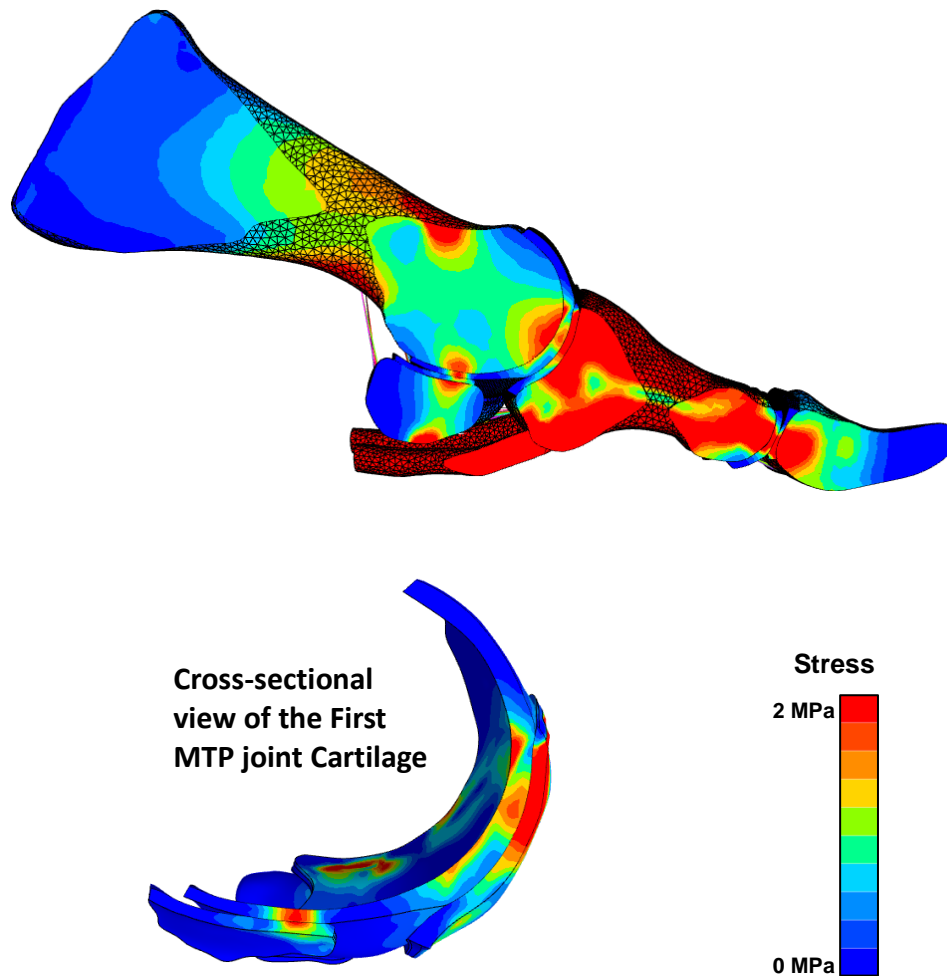 Cross-sectional
view of the First
MTP joint Cartilage
Stress
2 MPa
0 MPa